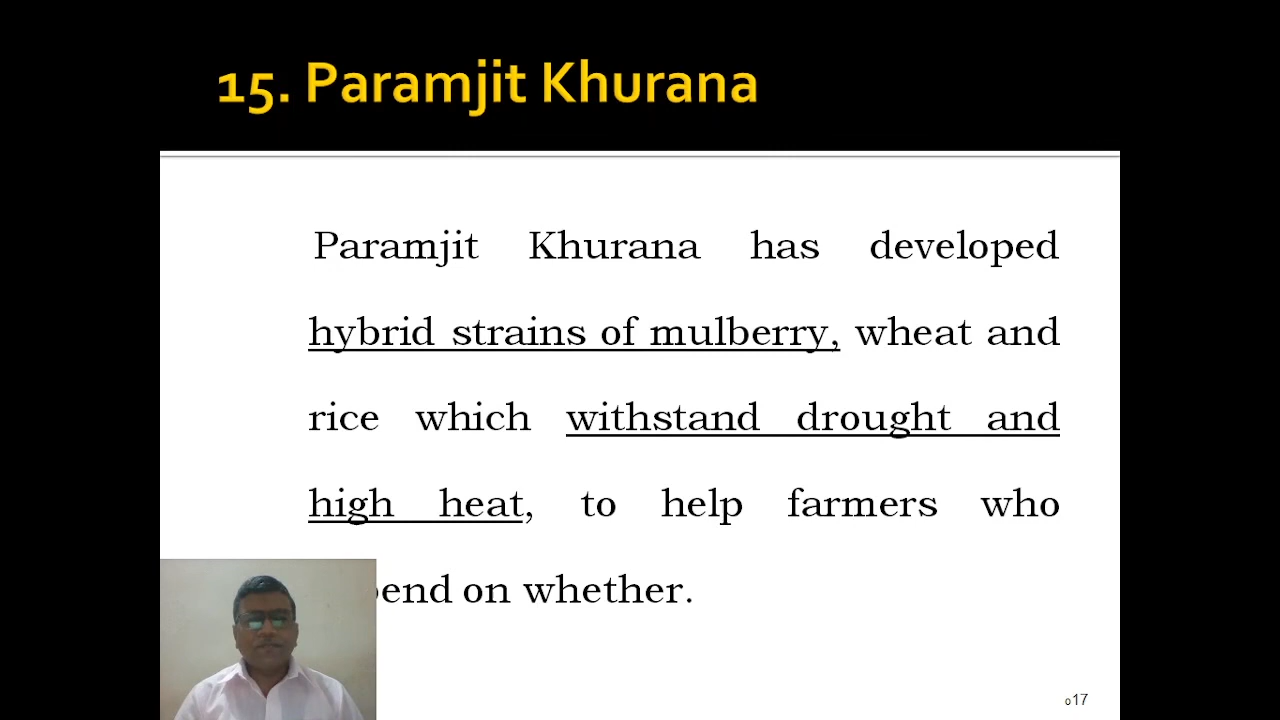 15. Paramjit Khurana
Paramjit Khurana has developed
hybrid strains of mulberry, wheat and
rice which withstand drought and
high heat, to help farmers who
on whether.
17